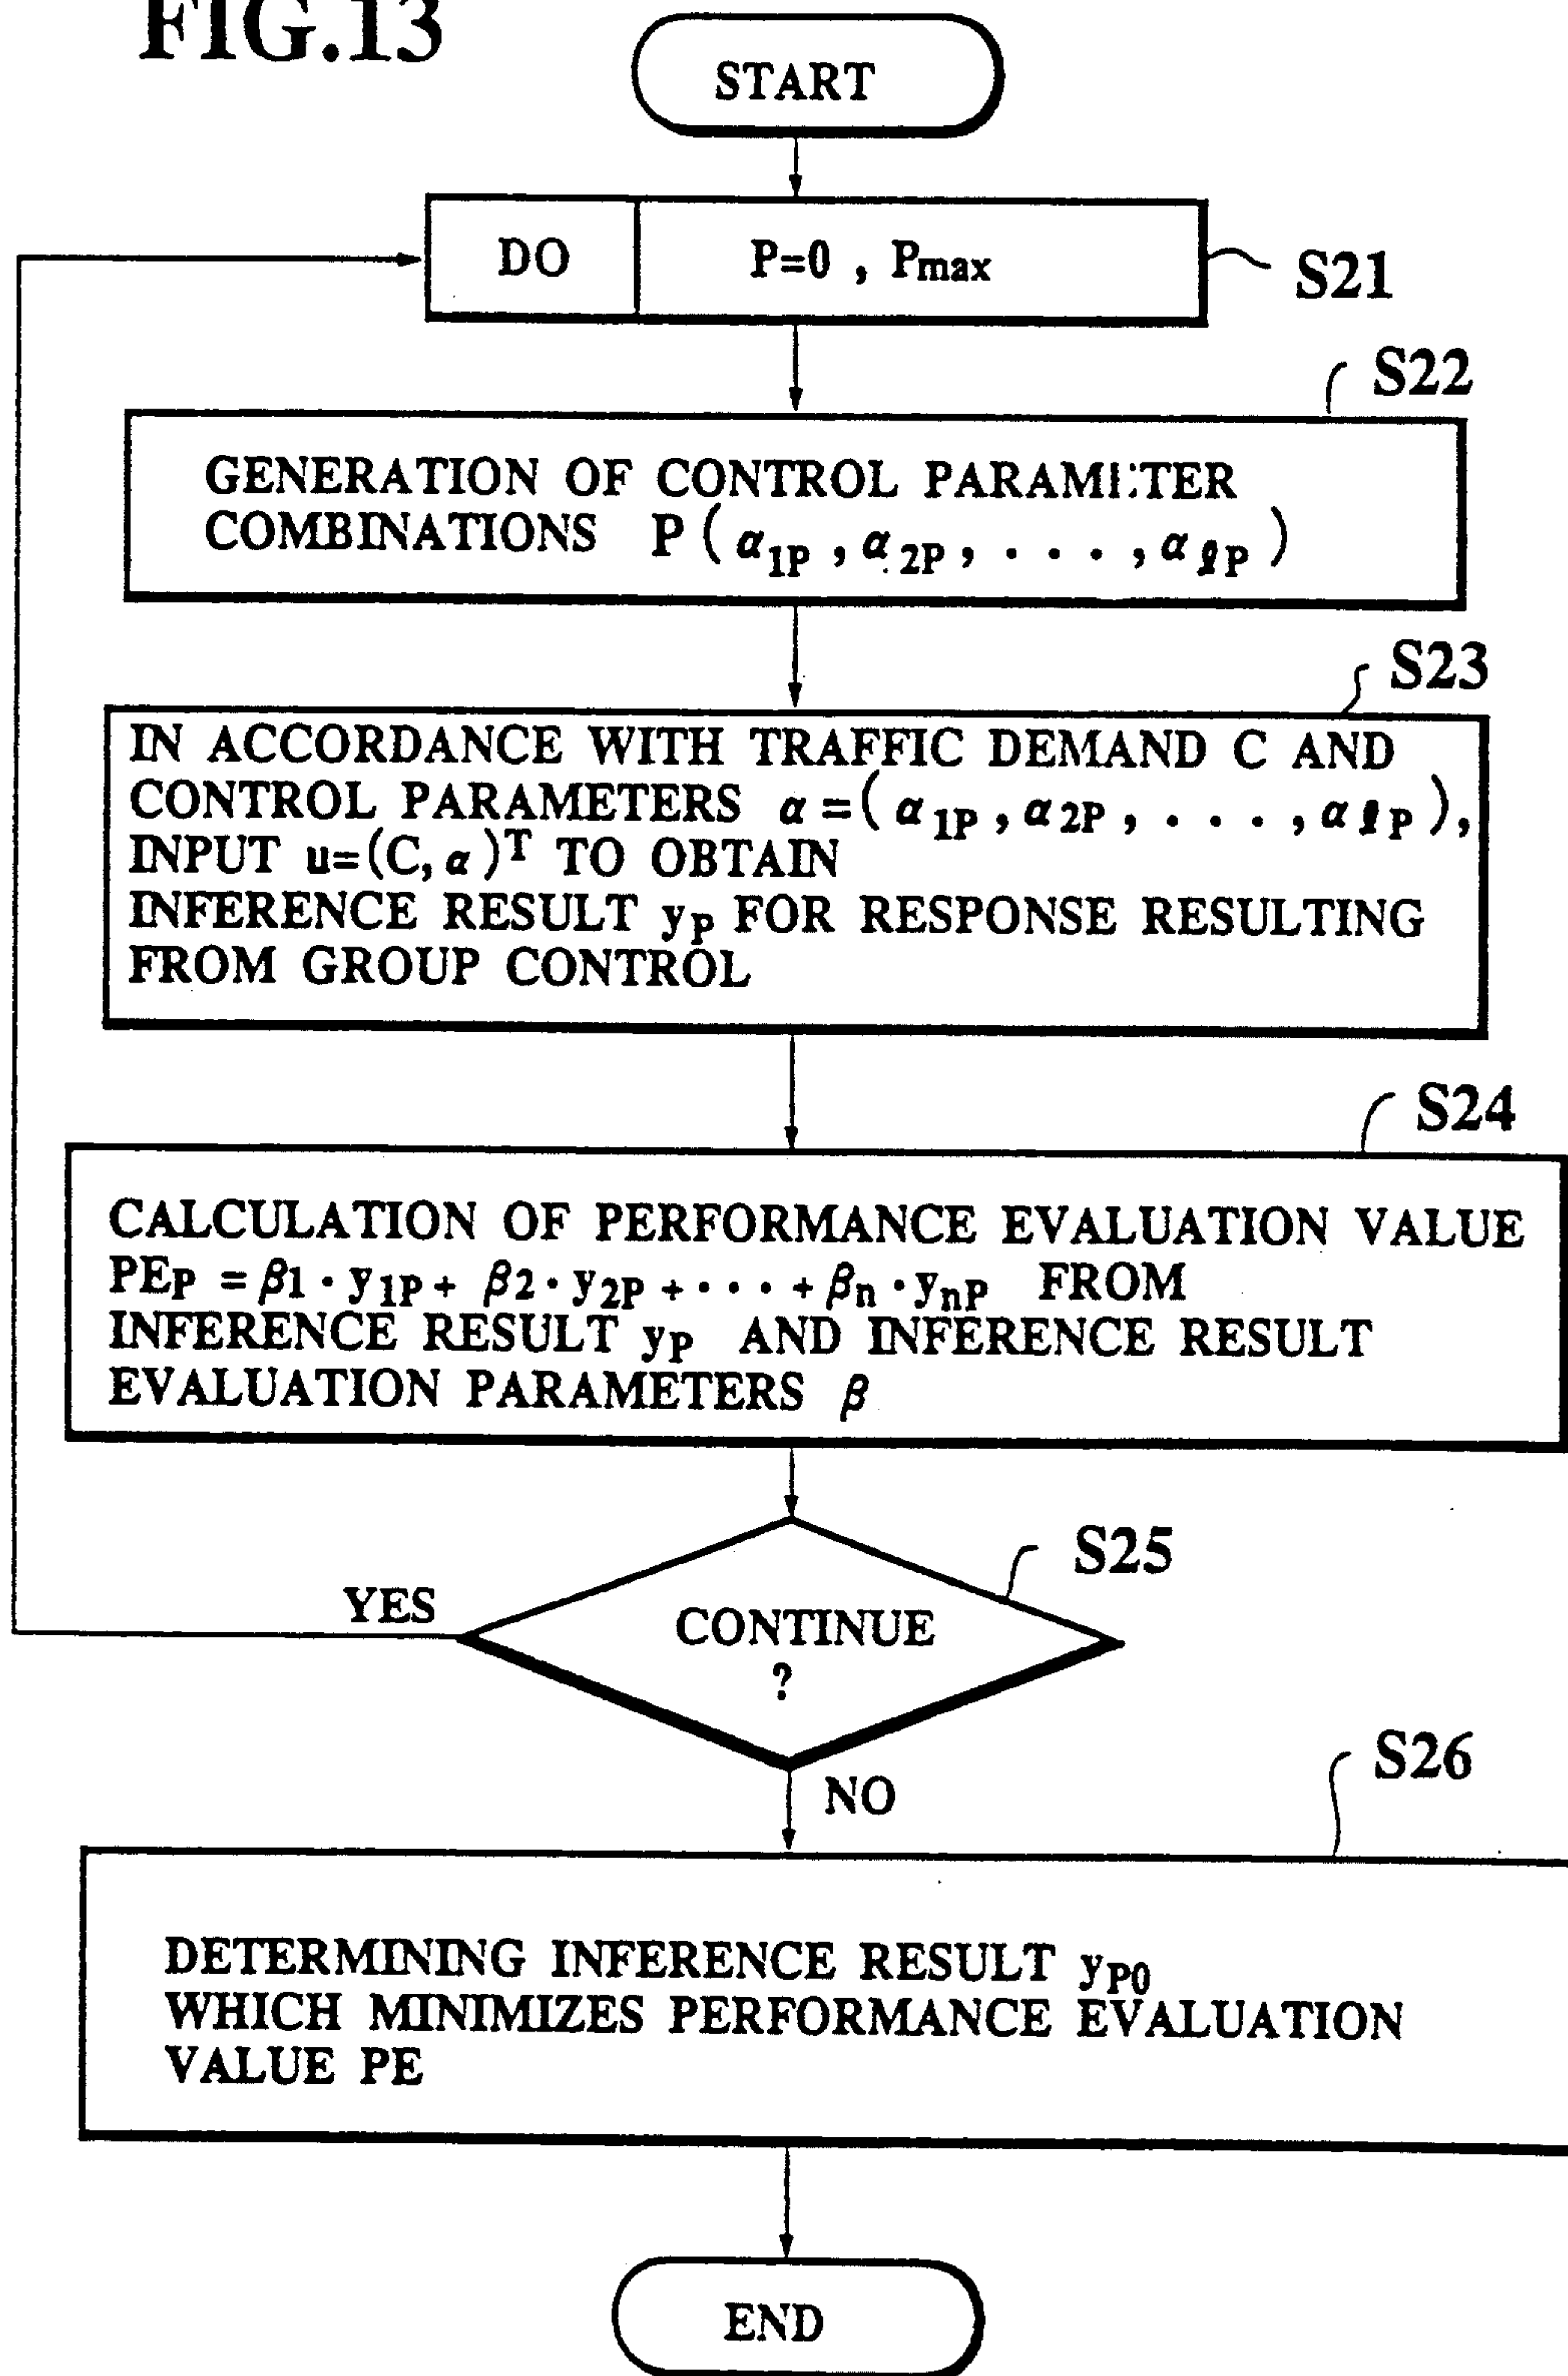 FIG.13
START
DO P=0 , Pmax
S21
S22
GENERATION OF CONTROL PARAMETER
COMBINATIONS P(α1P , α2P , . . . , αℓP)
S23
IN ACCORDANCE WITH TRAFFIC DEMAND C AND
CONTROL PARAMETERS α=(α1P , α2P , . . . , αℓP),
INPUT u=(C, α)^T TO OBTAIN
INFERENCE RESULT yP FOR RESPONSE RESULTING
FROM GROUP CONTROL
S24
CALCULATION OF PERFORMANCE EVALUATION VALUE
PEP = β1 · y1P + β2 · y2P + · · · + βn · ynP FROM
INFERENCE RESULT yP AND INFERENCE RESULT
EVALUATION PARAMETERS β
S25
YES
CONTINUE
?
NO
S26
DETERMINING INFERENCE RESULT yP0
WHICH MINIMIZES PERFORMANCE EVALUATION
VALUE PE
END